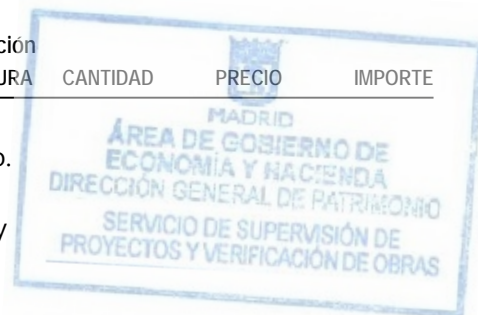 ción
URA CANTIDAD PRECIO IMPORTE
MADRID
ÁREA DE GOBIERNO DE
o.
ECONOMÍA Y HACIENDA
DIRECCIÓN GENERAL DE PATRIMONIO
y
SERVICIO DE SUPERVISIÓN DE
PROYECTOS Y VERIFICACIÓN DE OBRAS